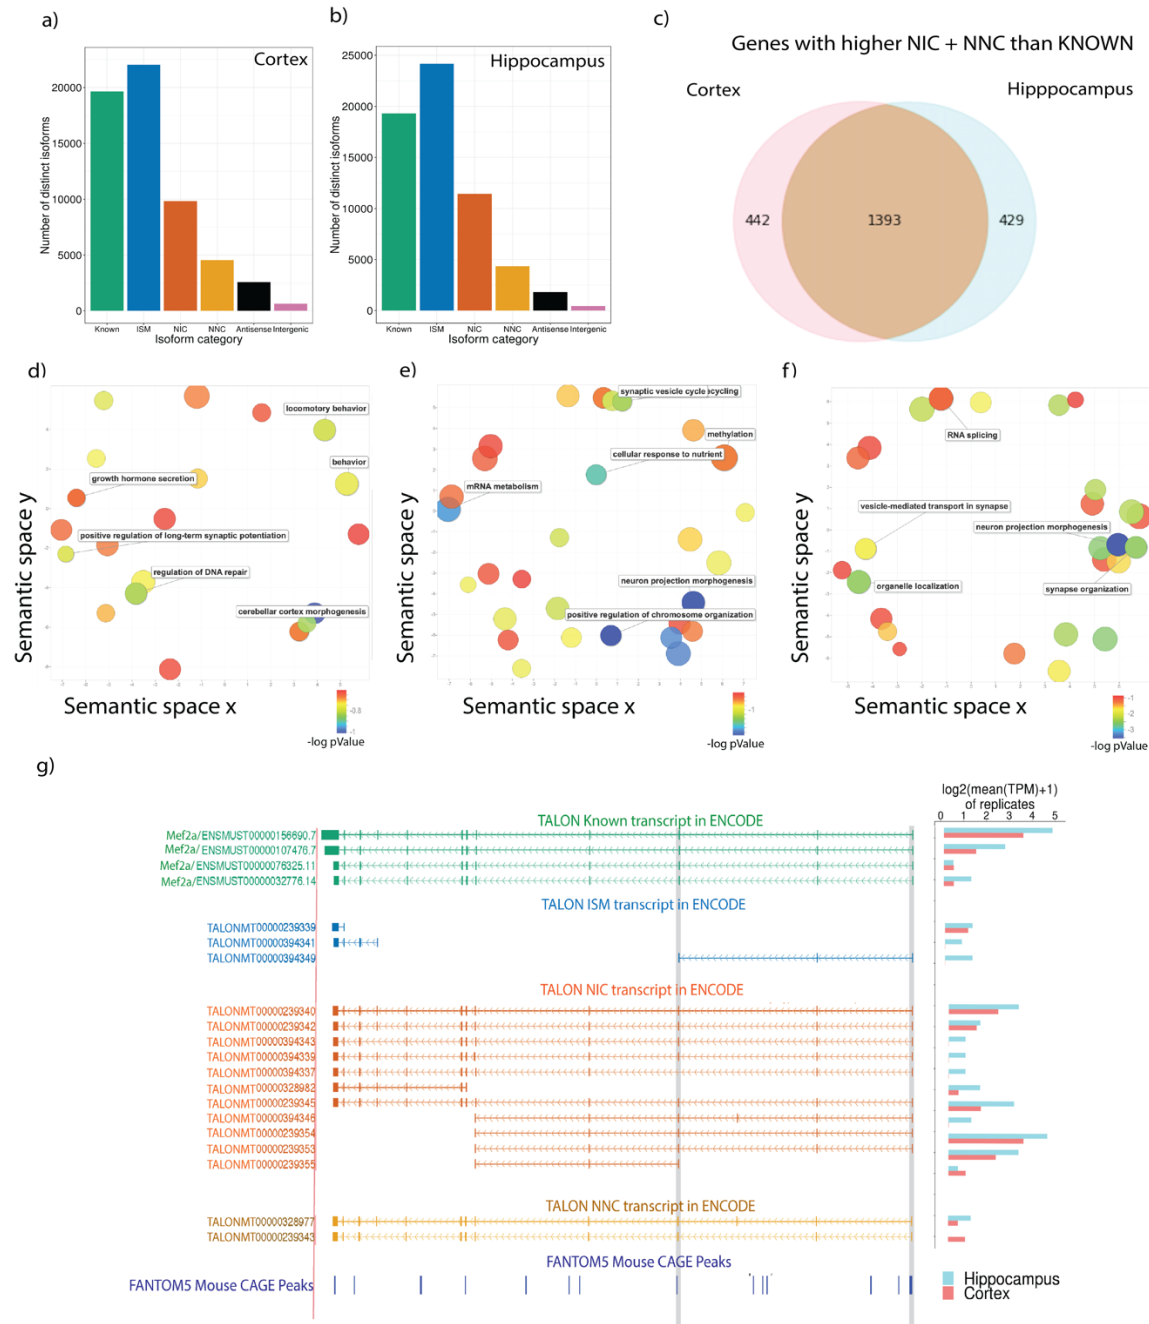 a)
Cortex
Number of distinct isoforms
20000
15000
10000
5000
0
Known ISM NIC NNC Antisense Intergenic
Isoform category
b)
Hippocampus
Number of distinct isoforms
25000
20000
15000
10000
5000
0
Known ISM NIC NNC Antisense Intergenic
Isoform category
c)
Genes with higher NIC + NNC than KNOWN
Cortex
Hipppocampus
442
1393
429
d)
Semantic space y
locomotory behavior
behavior
growth hormone secretion
positive regulation of long-term synaptic potentiation
regulation of DNA repair
cerebellar cortex morphogenesis
Semantic space x
-0.8
-1
-log pValue
e)
Semantic space y
synaptic vesicle cycle
ecycling
methylation
cellular response to nutrient
mRNA metabolism
neuron projection morphogenesis
positive regulation of chromosome organization
Semantic space x
-1
-log pValue
f)
Semantic space y
RNA splicing
vesicle-mediated transport in synapse
neuron projection morphogenesis
organelle localization
synapse organization
Semantic space x
-1
-2
-3
-log pValue
g)
log2(mean(TPM)+1)
of replicates
0 1 2 3 4 5
TALON Known transcript in ENCODE
Mef2a/ENSMUST00000156690.7
Mef2a/ENSMUST00000107476.7
Mef2a/ENSMUST00000076325.11
Mef2a/ENSMUST00000032776.14
TALON ISM transcript in ENCODE
TALONMT00000239339
TALONMT00000394341
TALONMT00000394349
TALON NIC transcript in ENCODE
TALONMT00000239340
TALONMT00000239342
TALONMT00000394343
TALONMT00000394339
TALONMT00000394337
TALONMT00000328982
TALONMT00000239345
TALONMT00000394346
TALONMT00000239354
TALONMT00000239353
TALONMT00000239355
TALON NNC transcript in ENCODE
TALONMT00000328977
TALONMT00000239343
FANTOM5 Mouse CAGE Peaks
FANTOM5 Mouse CAGE Peaks
Hippocampus
Cortex